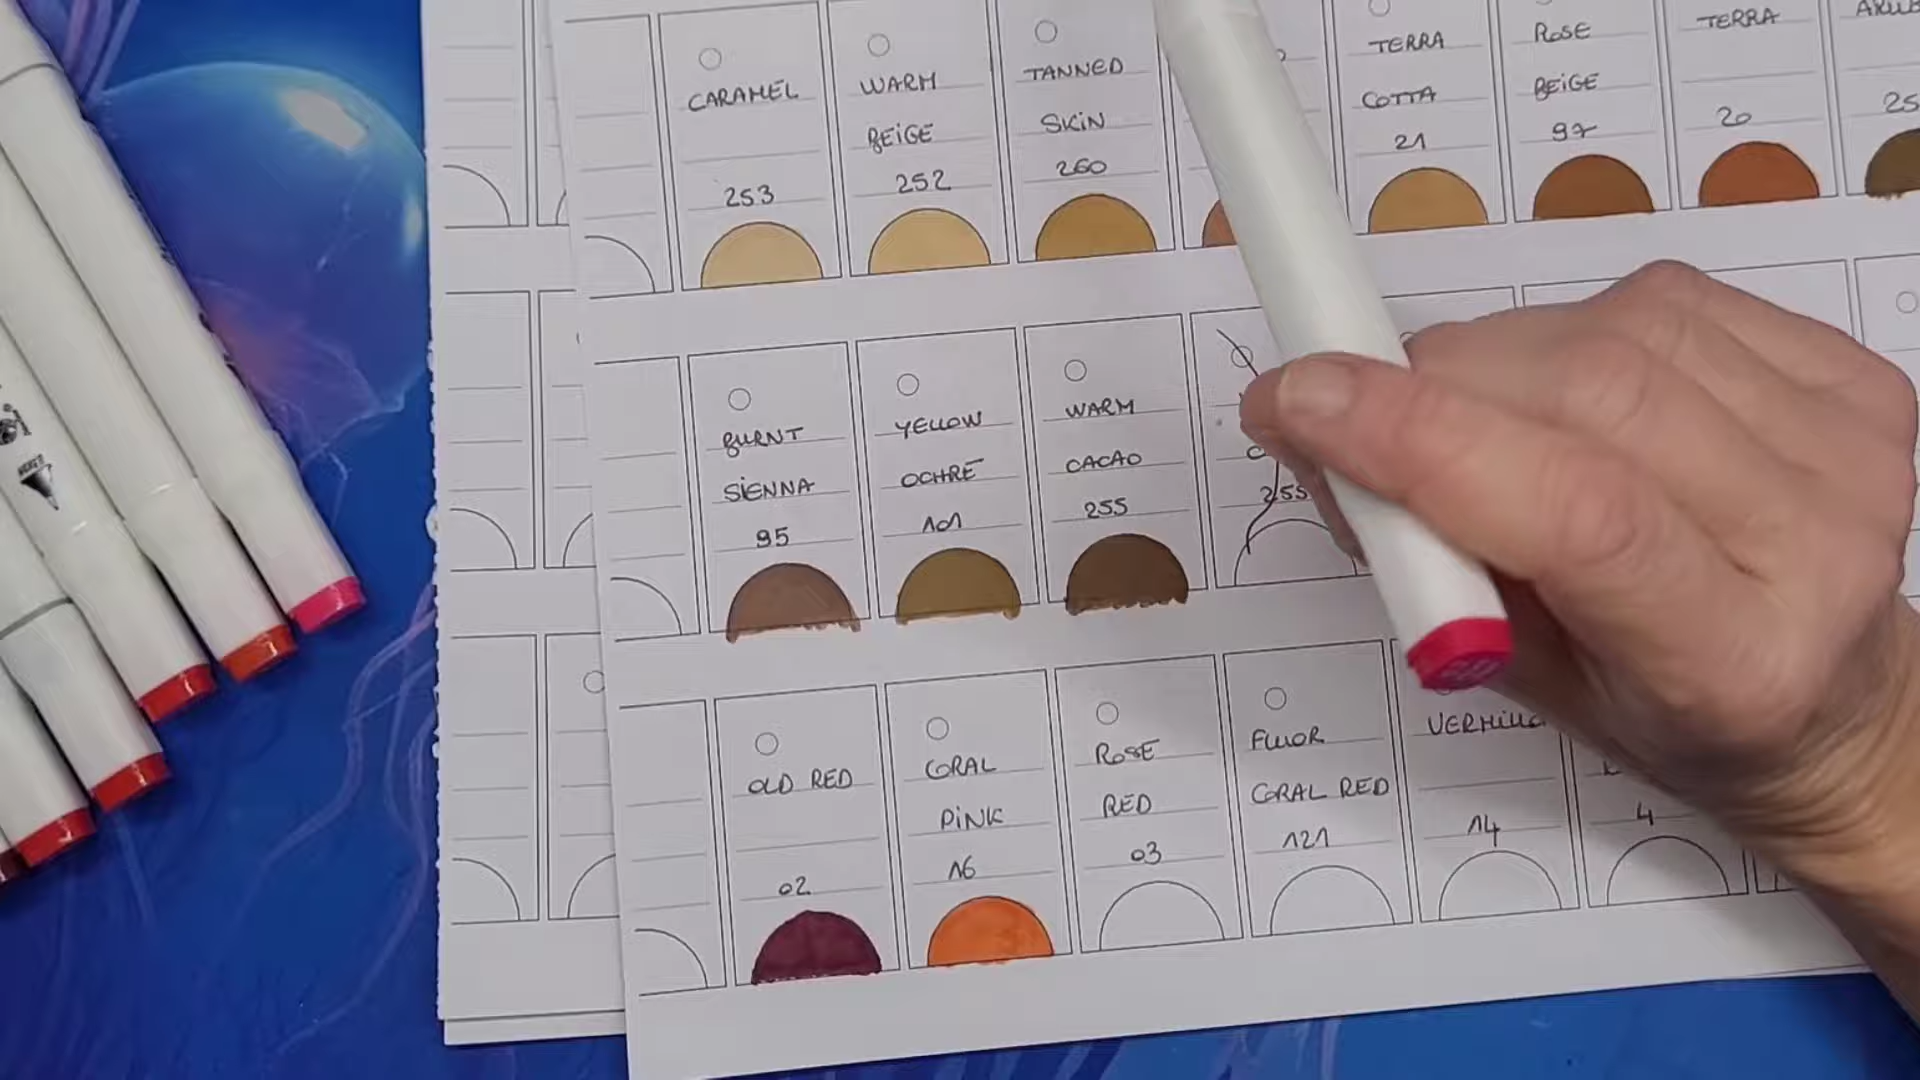 CARAMEL
253
WARM
BEIGE
252
TANNED
SKIN
260
TERRA
COTTA
21
ROSE
BEIGE
97
TERRA
20
BURNT
SIENNA
95
YELLOW
OCHRE
101
WARM
CACAO
255
255
OLD RED
02
CORAL
PINK
16
ROSE
RED
03
FLUOR
CORAL RED
121
14
4